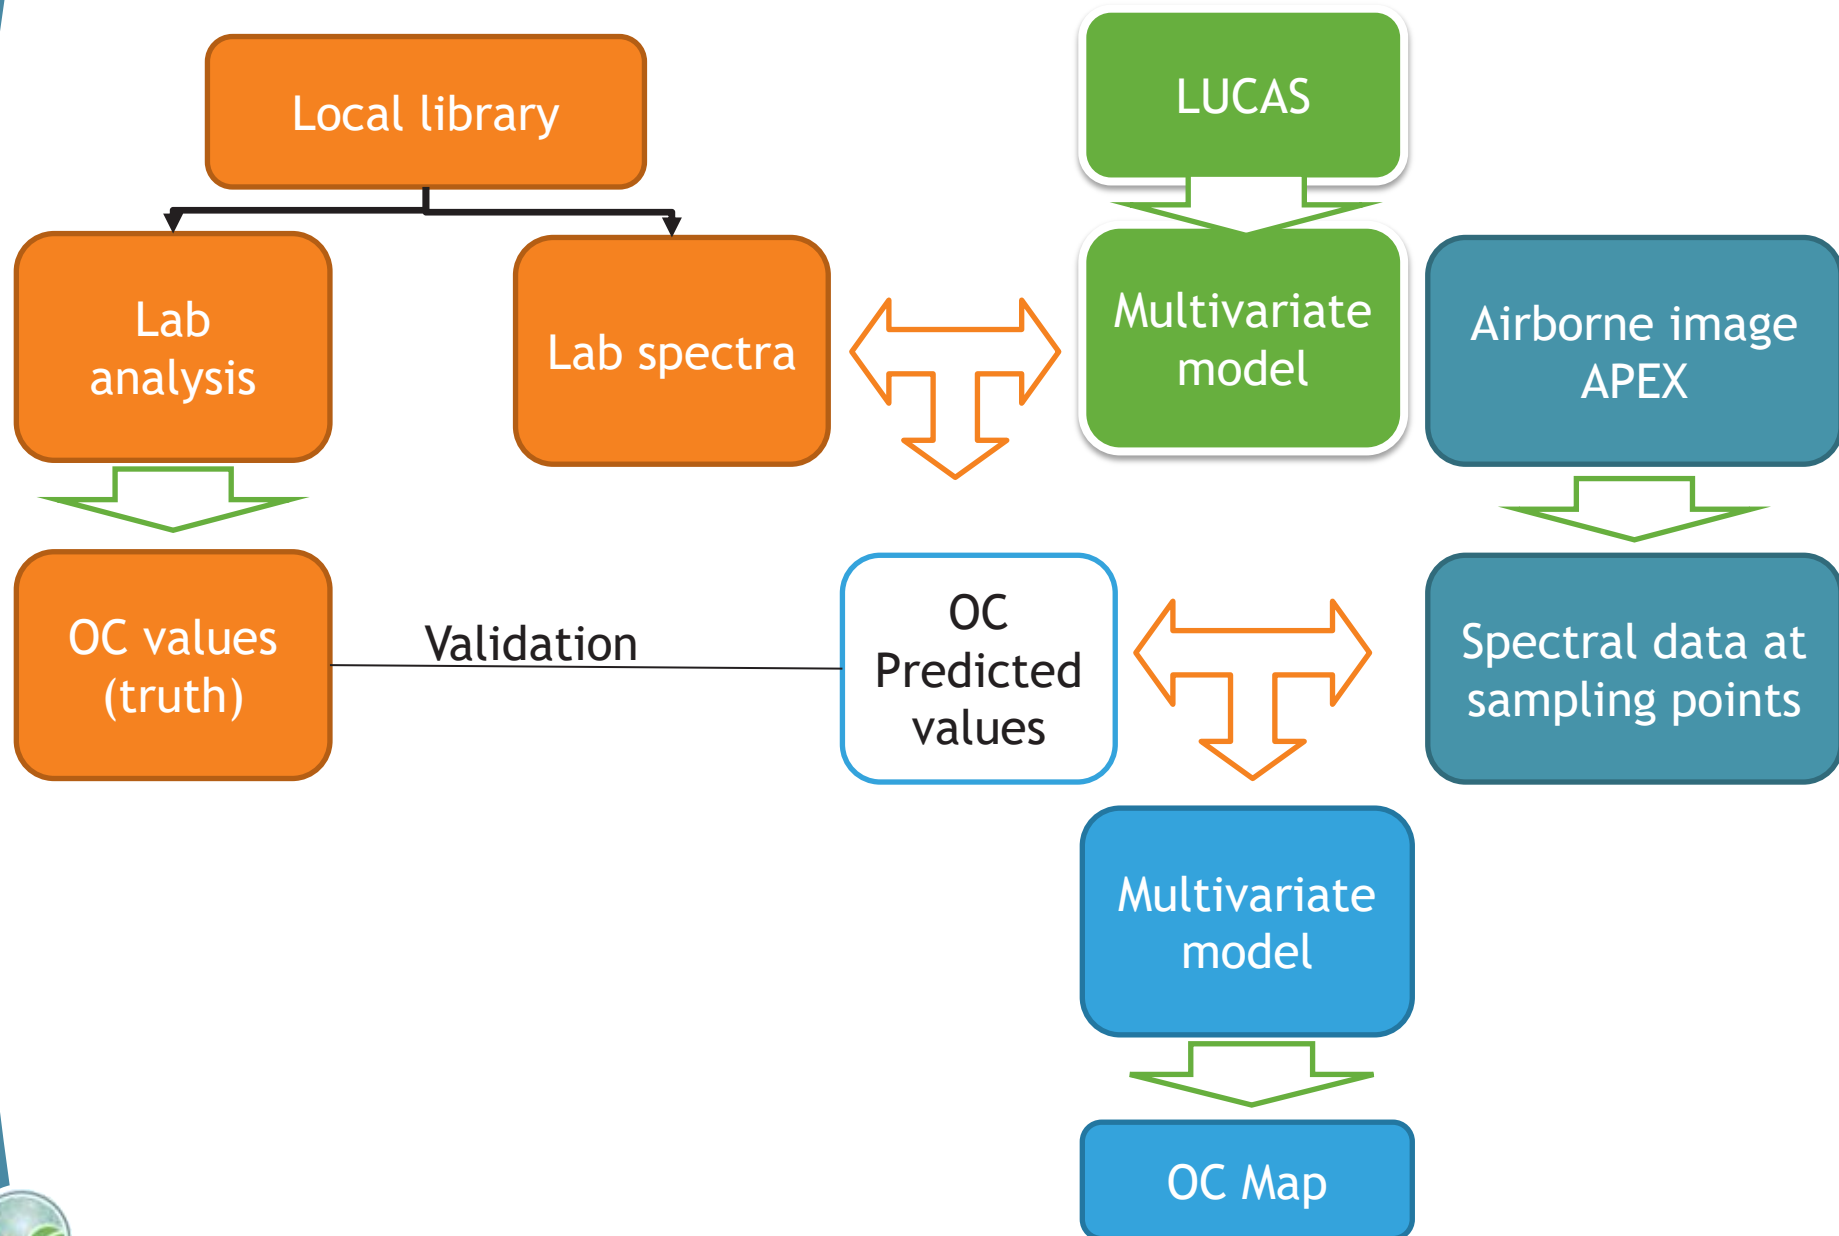 Local library
LUCAS
Lab
analysis
Lab spectra
Multivariate
model
Airborne image
APEX
OC values
(truth)
Validation
OC
Predicted
values
Spectral data at
sampling points
Multivariate
model
OC Map